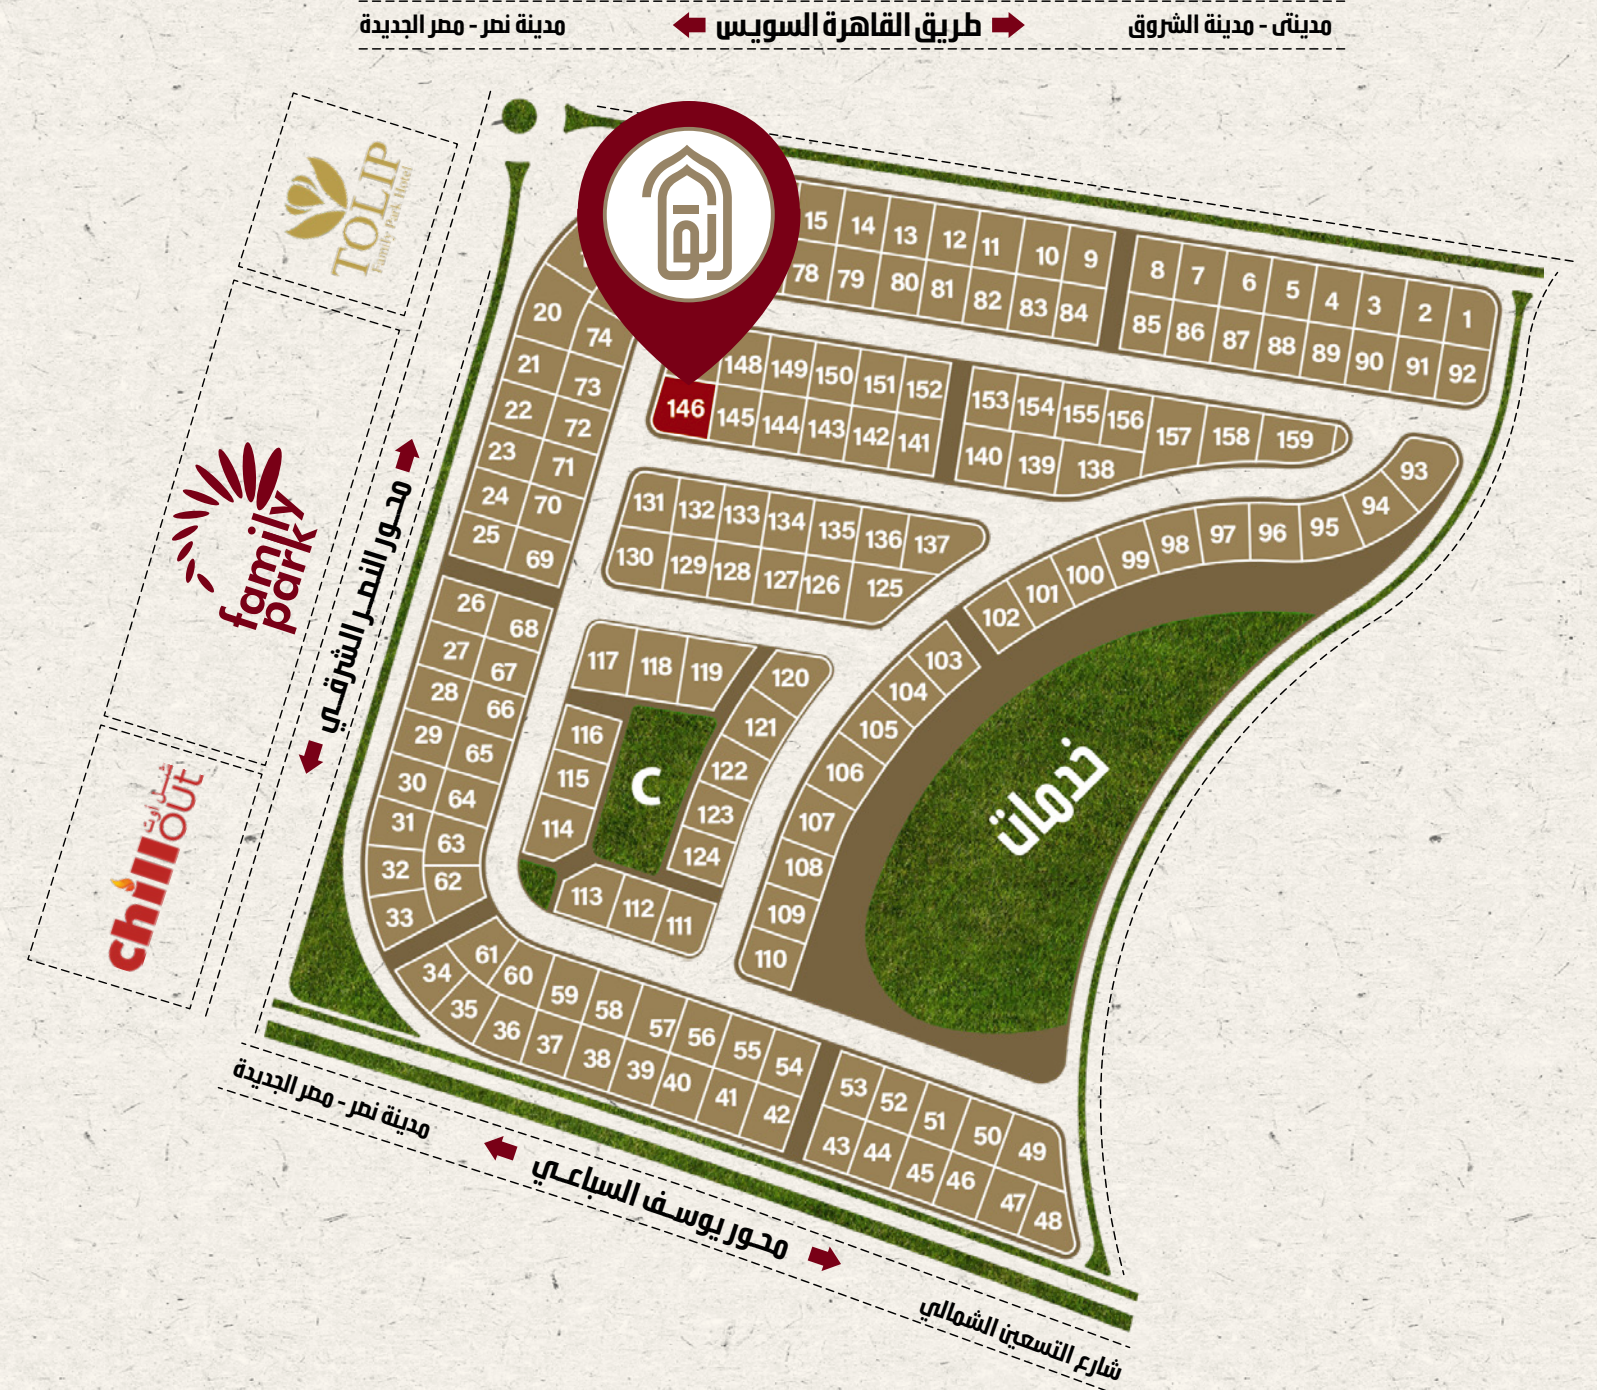 مدينتى - مدينة الشروق
طريق القاهرة السويس
مدينة نصر - مصر الجديدة
TOLIP
Family Park Hotel
family
park
محور النصر الشرقي
شيل أوت
chillout
15 14 13 12 11 10 9
78 79 80 81 82 83 84
8 7 6 5 4 3 2 1
85 86 87 88 89 90 91 92
20 74
21 73
22 72
23 71
24 70
25 69
148 149 150 151 152
146 145 144 143 142 141
153 154 155 156 157 158 159
140 139 138
131 132 133 134 135 136 137
130 129 128 127 126 125
93
94
95
96
97
98
99
100
101
102
103
104
105
106
107
108
109
110
26 68
27 67
28 66
29 65
30 64
31 63
32 62
33
117 118 119
116
115
114
120
121
122
123
124
113 112 111
C
خدمات
61 60 59 58 57 56 55 54
34 35 36 37 38 39 40 41 42
53 52 51 50 49
43 44 45 46 47 48
مدينة نصر - مصر الجديدة
محور يوسف السباعي
شارع التسعين الشمالي